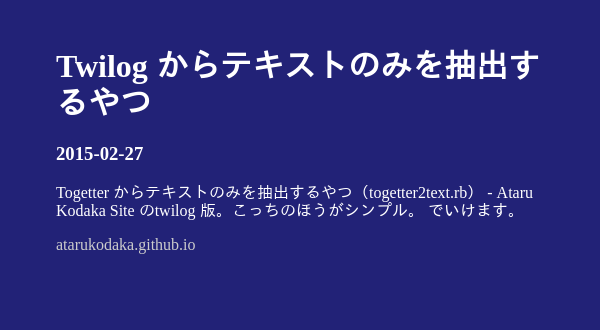 Twilog からテキストのみを抽出す
るやつ
2015-02-27
Togetter からテキストのみを抽出するやつ（togetter2text.rb） - Ataru
Kodaka Site のtwilog 版。こっちのほうがシンプル。 でいけます。
atarukodaka.github.io